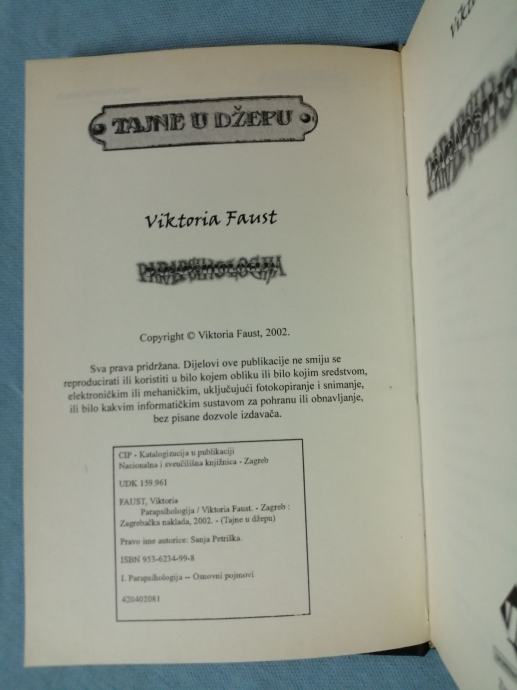 TAJNE U DŽEPU
Viktoria Faust
PARAPSIHOLOGIJA
Copyright © Viktoria Faust, 2002.
Sva prava pridržana. Dijelovi ove publikacije ne smiju se
reproducirati ili koristiti u bilo kojem obliku ili bilo kojim sredstvom,
elektroničkim ili mehaničkim, uključujući fotokopiranje i snimanje,
ili bilo kakvim informatičkim sustavom za pohranu ili obnavljanje,
bez pisane dozvole izdavača.
CIP - Katalogizacija u publikaciji
Nacionalna i sveučilišna knjižnica - Zagreb
UDK 159.961
FAUST, Viktoria
Parapsihologija / Viktoria Faust. - Zagreb :
Zagrebačka naklada, 2002. - (Tajne u džepu)
Pravo ime autorice: Sanja Petriška.
ISBN 953-6234-99-8
I. Parapsihologija -- Osnovni pojmovi
420402081